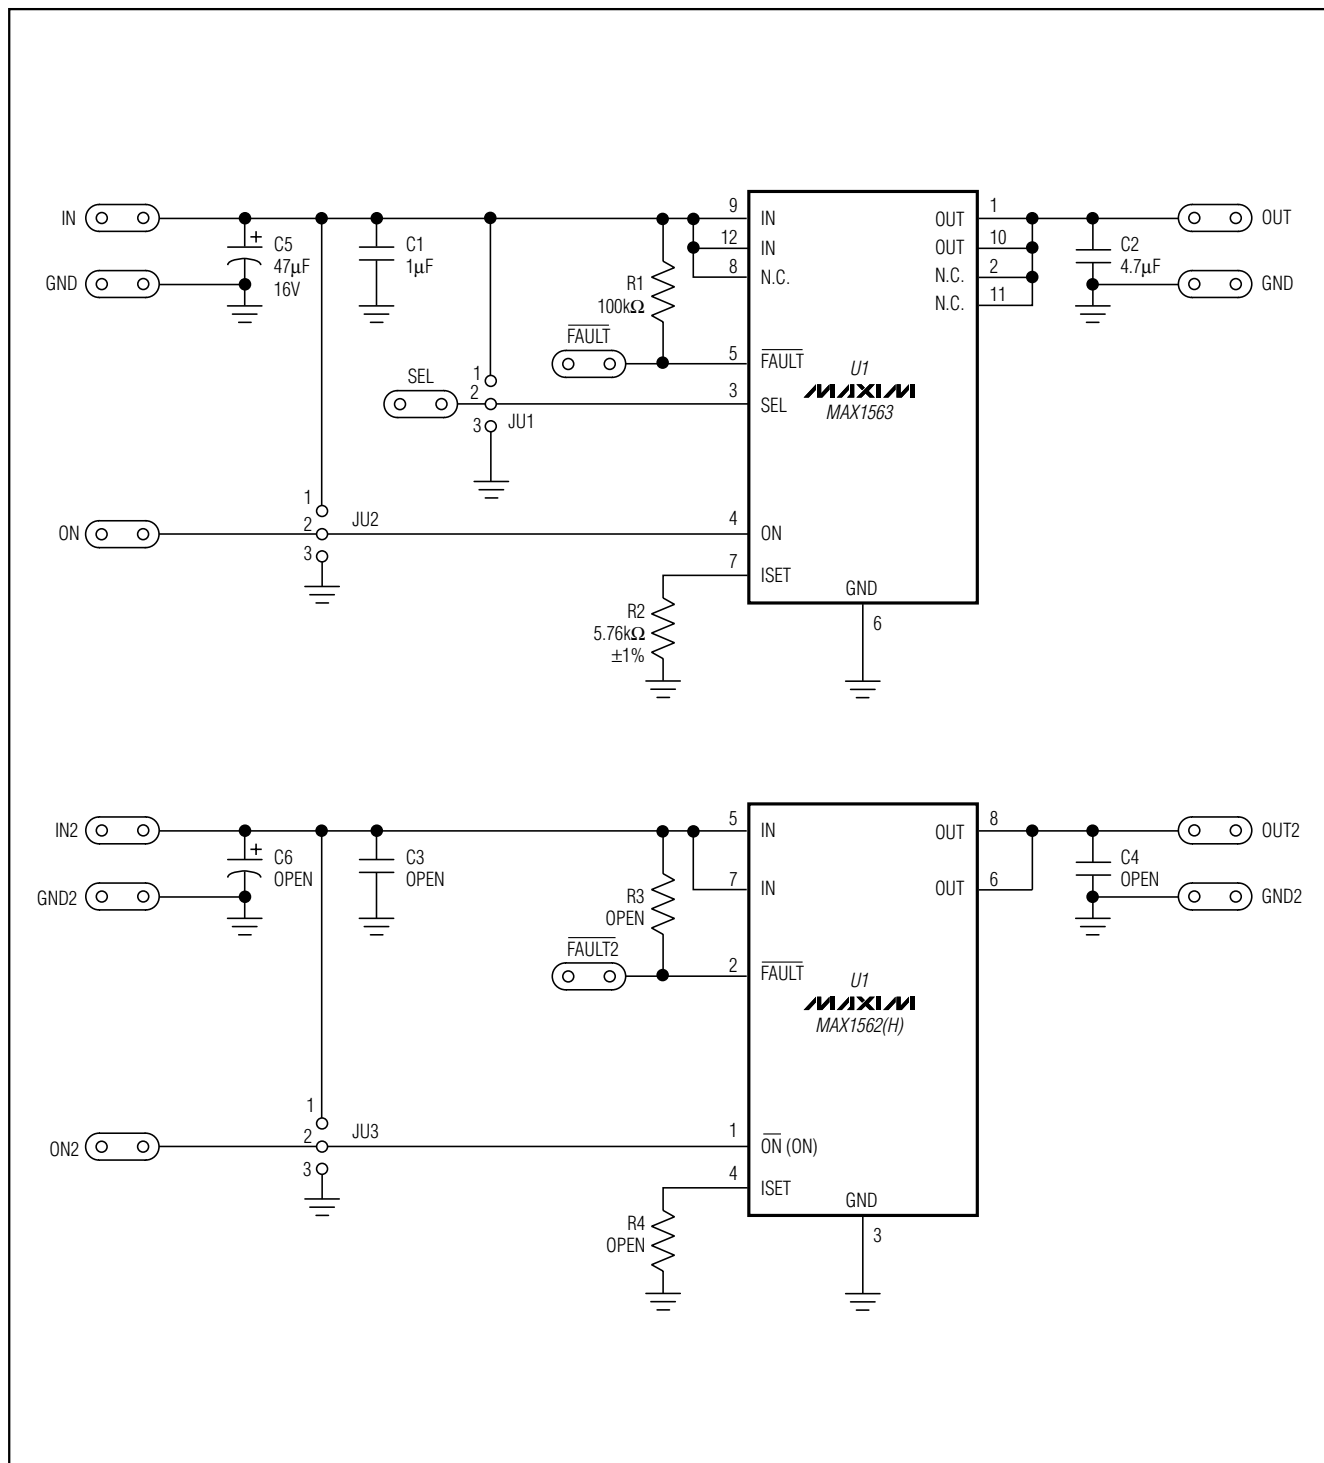 IN
C5
47µF
16V
+
C1
1µF
GND
R1
100kΩ
FAULT
SEL
1
2
3
JU1
ON
1
2
3
JU2
R2
5.76kΩ
±1%
9
IN
12
IN
8
N.C.
5
FAULT
3
SEL
4
ON
7
ISET
GND
6
U1
MAXIM
MAX1563
OUT
1
OUT
10
N.C.
2
N.C.
11
C2
4.7µF
OUT
GND
IN2
+
C6
OPEN
C3
OPEN
GND2
R3
OPEN
FAULT2
ON2
1
2
3
JU3
R4
OPEN
5
IN
7
IN
2
FAULT
1
ON (ON)
4
ISET
GND
3
U1
MAXIM
MAX1562(H)
OUT
8
OUT
6
C4
OPEN
OUT2
GND2